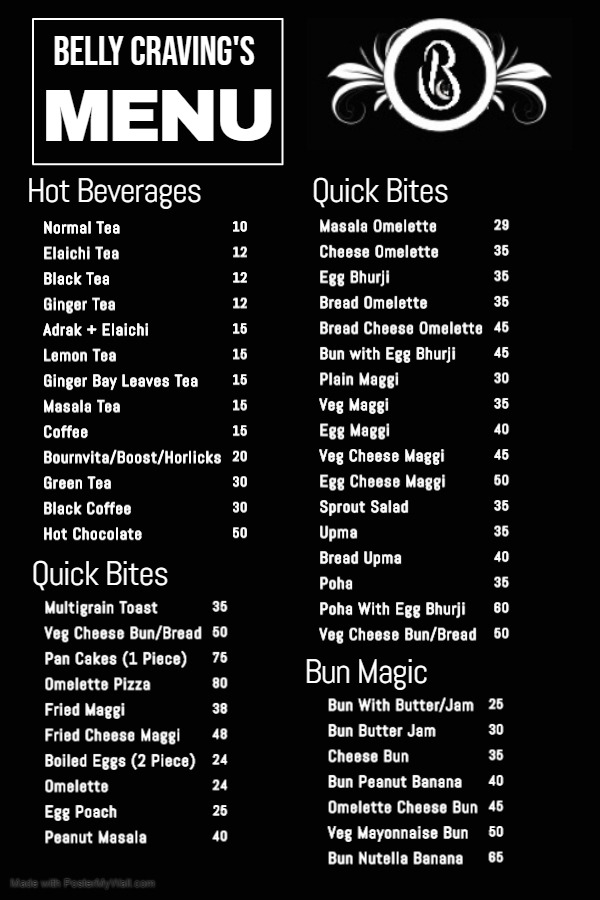 BELLY CRAVING'S
MENU
B
Hot Beverages
Normal Tea 10
Elaichi Tea 12
Black Tea 12
Ginger Tea 12
Adrak + Elaichi 15
Lemon Tea 15
Ginger Bay Leaves Tea 15
Masala Tea 15
Coffee 15
Bournvita/Boost/Horlicks 20
Green Tea 30
Black Coffee 30
Hot Chocolate 50
Quick Bites
Multigrain Toast 35
Veg Cheese Bun/Bread 50
Pan Cakes (1 Piece) 75
Omelette Pizza 80
Fried Maggi 38
Fried Cheese Maggi 48
Boiled Eggs (2 Piece) 24
Omelette 24
Egg Poach 25
Peanut Masala 40
Quick Bites
Masala Omelette 29
Cheese Omelette 35
Egg Bhurji 35
Bread Omelette 35
Bread Cheese Omelette 45
Bun with Egg Bhurji 45
Plain Maggi 30
Veg Maggi 35
Egg Maggi 40
Veg Cheese Maggi 45
Egg Cheese Maggi 50
Sprout Salad 35
Upma 35
Bread Upma 40
Poha 35
Poha With Egg Bhurji 60
Veg Cheese Bun/Bread 50
Bun Magic
Bun With Butter/Jam 25
Bun Butter Jam 30
Cheese Bun 35
Bun Peanut Banana 40
Omelette Cheese Bun 45
Veg Mayonnaise Bun 50
Bun Nutella Banana 65
Made with PosterMyWall.com